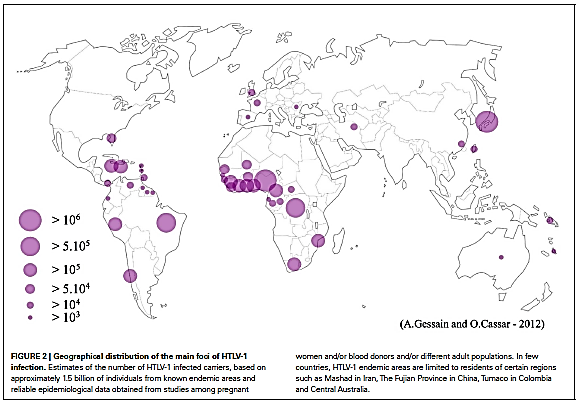 > 10⁶
> 5.10⁵
> 10⁵
> 5.10⁴
> 10⁴
> 10³
(A.Gessain and O.Cassar - 2012)
FIGURE 2 | Geographical distribution of the main foci of HTLV-1
infection. Estimates of the number of HTLV-1 infected carriers, based on
approximately 1.5 billion of individuals from known endemic areas and
reliable epidemiological data obtained from studies among pregnant
women and/or blood donors and/or different adult populations. In few
countries, HTLV-1 endemic areas are limited to residents of certain regions
such as Mashad in Iran, The Fujian Province in China, Tumaco in Colombia
and Central Australia.